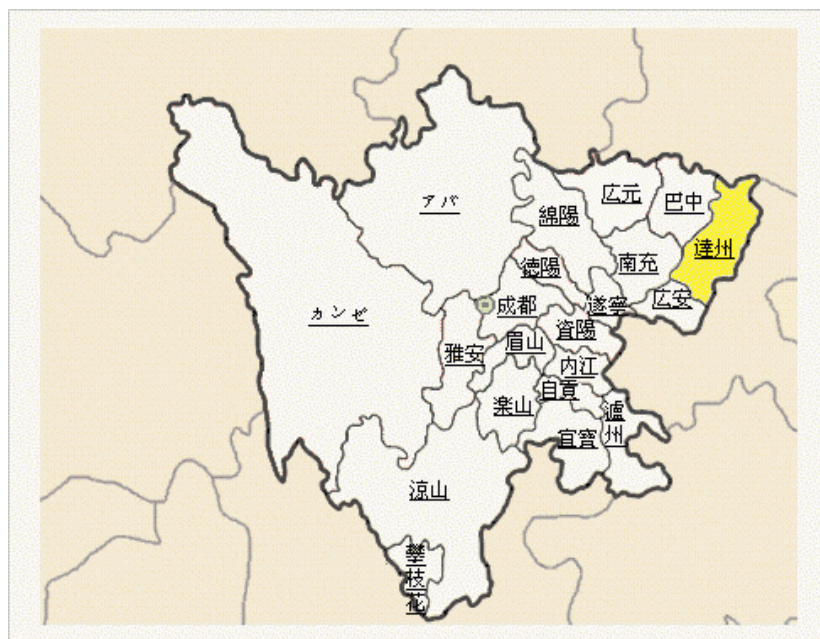 アバ
広元
巴中
綿陽
達州
徳陽
南充
カンゼ
成都
遂寧
広安
資陽
眉山
雅安
内江
自貢
楽山
瀘州
宜賓
涼山
攀枝花